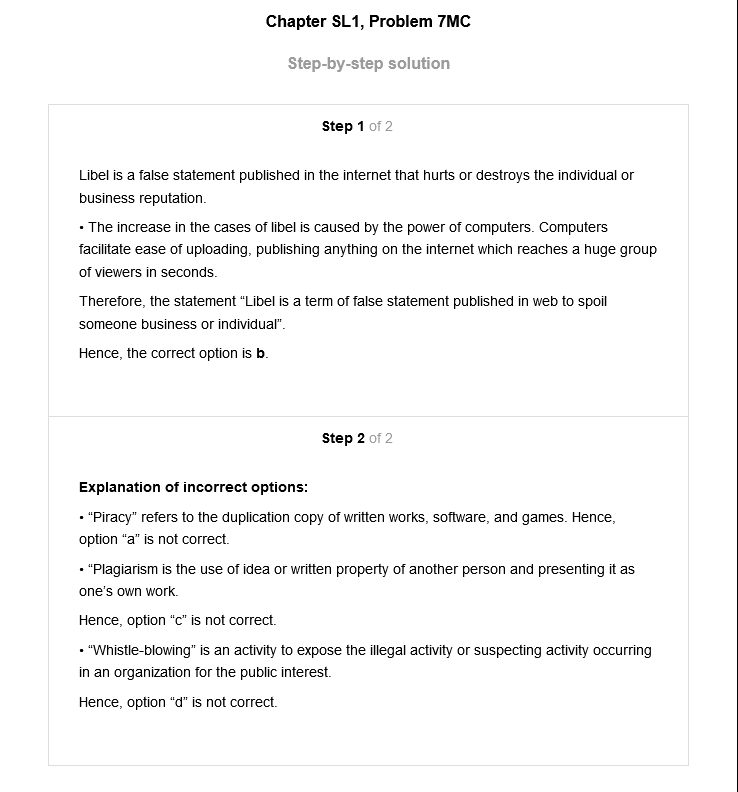 Chapter SL1, Problem 7MC
Step-by-step solution
Step 1 of 2
Libel is a false statement published in the internet that hurts or destroys the individual or
business reputation.
• The increase in the cases of libel is caused by the power of computers. Computers
facilitate ease of uploading, publishing anything on the internet which reaches a huge group
of viewers in seconds.
Therefore, the statement “Libel is a term of false statement published in web to spoil
someone business or individual”.
Hence, the correct option is b.
Step 2 of 2
Explanation of incorrect options:
• “Piracy” refers to the duplication copy of written works, software, and games. Hence,
option “a” is not correct.
• “Plagiarism is the use of idea or written property of another person and presenting it as
one’s own work.
Hence, option “c” is not correct.
• “Whistle-blowing” is an activity to expose the illegal activity or suspecting activity occurring
in an organization for the public interest.
Hence, option “d” is not correct.